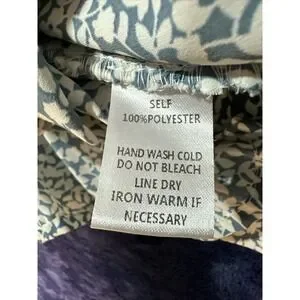 SELF
100%POLYESTER
HAND WASH COLD
DO NOT BLEACH
LINE DRY
IRON WARM IF
NECESSARY